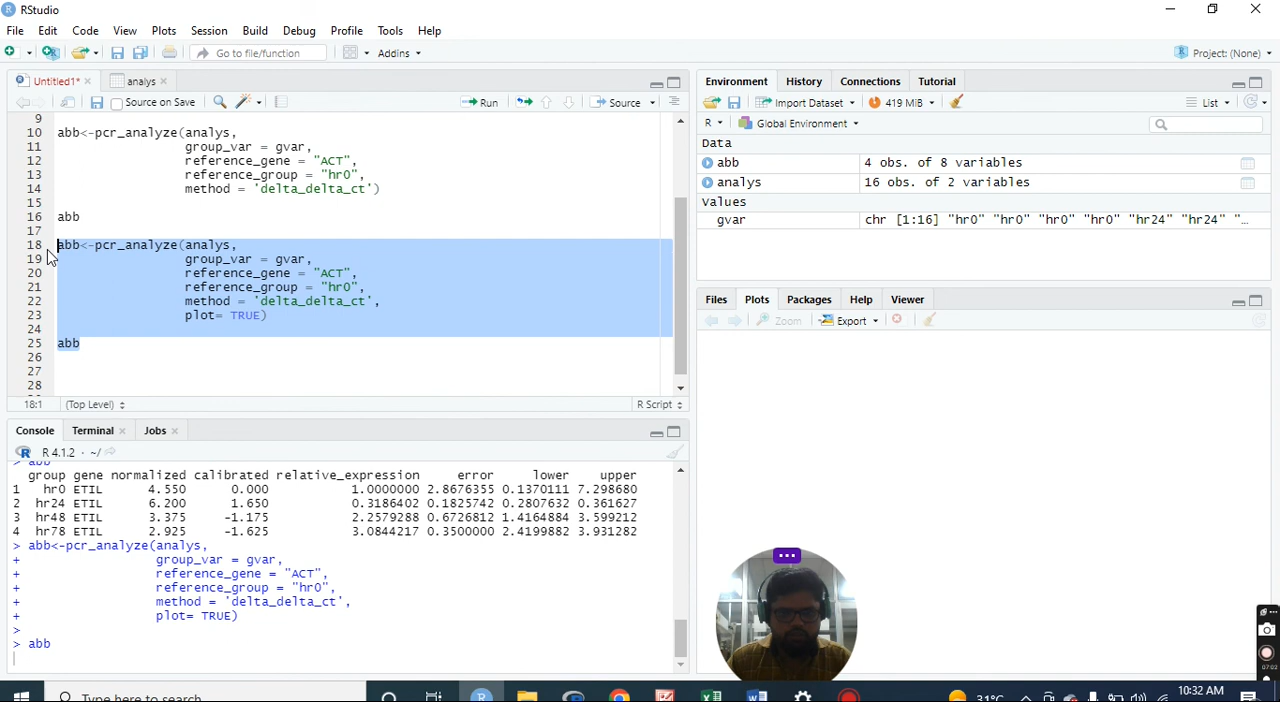 RStudio
File Edit Code View Plots Session Build Debug Profile Tools Help
Go to file/function Addins Project: (None)
Untitled1* analys
Source on Save Run Source
9
10 abb<-pcr_analyze(analys,
11 group_var = gvar,
12 reference_gene = "ACT",
13 reference_group = "hr0",
14 method = 'delta_delta_ct')
15
16 abb
17
18 abb<-pcr_analyze(analys,
19 group_var = gvar,
20 reference_gene = "ACT",
21 reference_group = "hr0",
22 method = 'delta_delta_ct',
23 plot= TRUE)
24
25 abb
26
27
28
18:1 (Top Level) R Script
Console Terminal Jobs
R 4.1.2 · ~/
> abb
group gene normalized calibrated relative_expression error lower upper
1 hr0 ETIL 4.550 0.000 1.0000000 2.8676355 0.1370111 7.298680
2 hr24 ETIL 6.200 1.650 0.3186402 0.1825742 0.2807632 0.361627
3 hr48 ETIL 3.375 -1.175 2.2579288 0.6726812 1.4164884 3.599212
4 hr78 ETIL 2.925 -1.625 3.0844217 0.3500000 2.4199882 3.931282
> abb<-pcr_analyze(analys,
+ group_var = gvar,
+ reference_gene = "ACT",
+ reference_group = "hr0",
+ method = 'delta_delta_ct',
+ plot= TRUE)
>
> abb
Environment History Connections Tutorial
Import Dataset 419 MiB List
R Global Environment
Data
abb 4 obs. of 8 variables
analys 16 obs. of 2 variables
Values
gvar chr [1:16] "hr0" "hr0" "hr0" "hr0" "hr24" "hr24" "…
Files Plots Packages Help Viewer
Zoom Export
07:02
Type here to search
31°C
10:32 AM